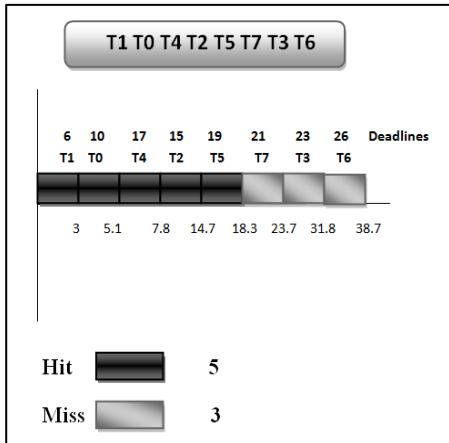 T1 T0 T4 T2 T5 T7 T3 T6
6 10 17 15 19 21 23 26 Deadlines
T1 T0 T4 T2 T5 T7 T3 T6
3 5.1 7.8 14.7 18.3 23.7 31.8 38.7
Hit 5
Miss 3